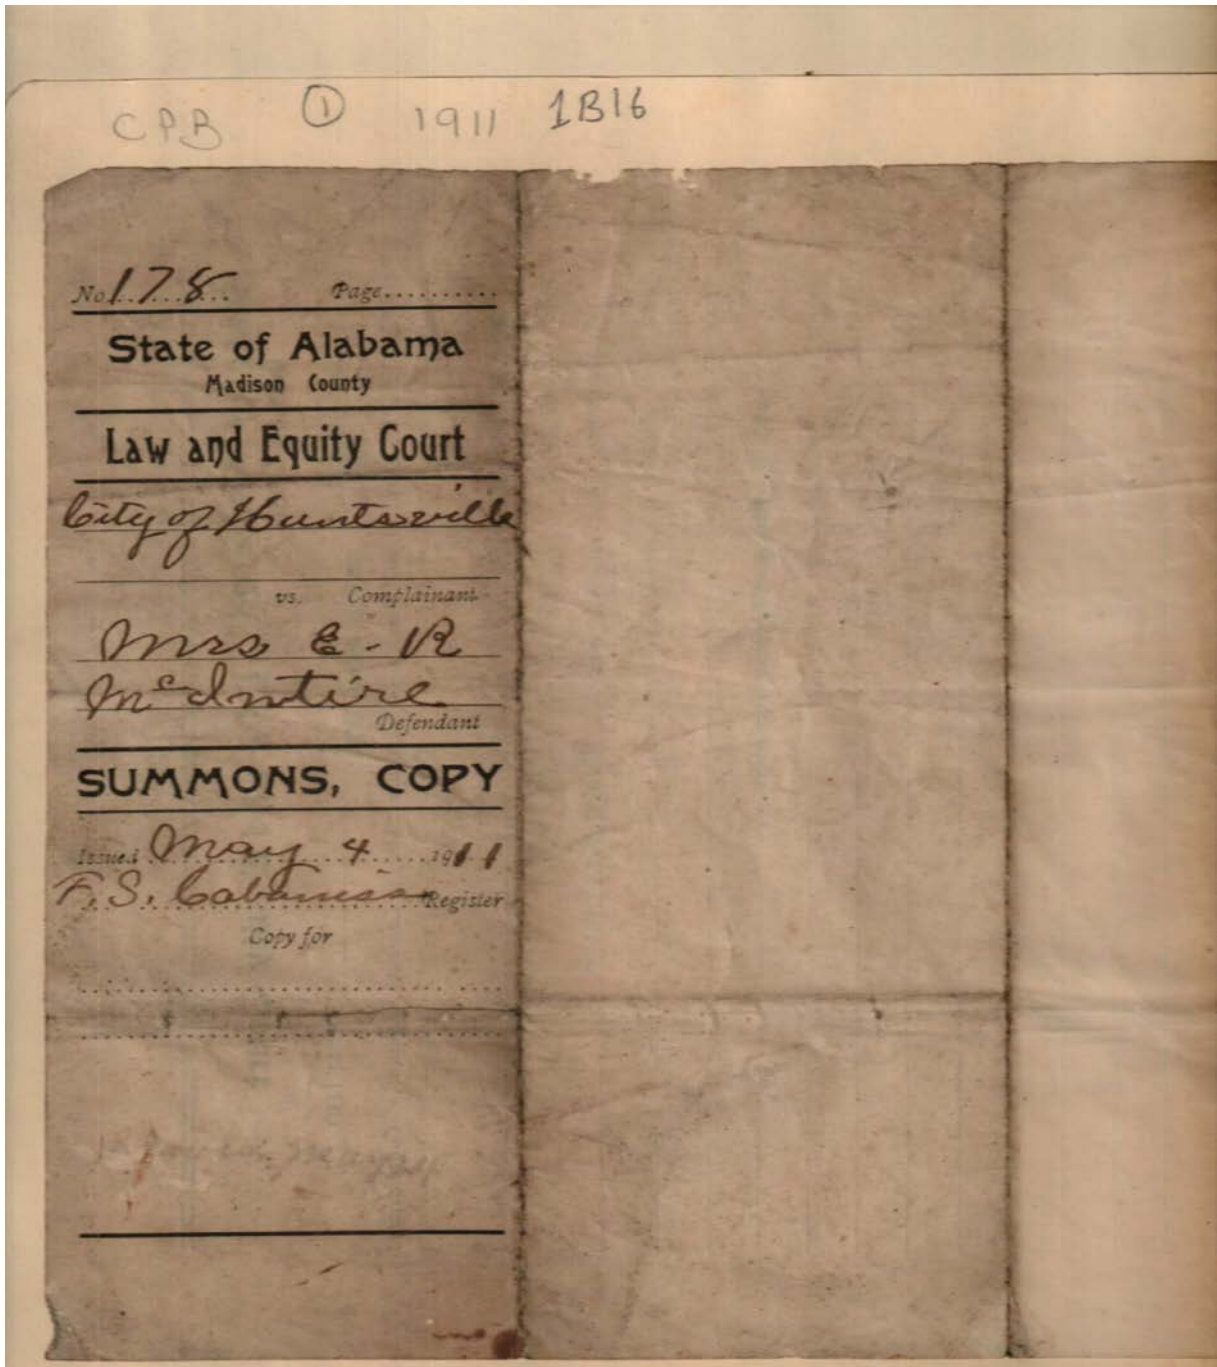 CPB ① 1911 1B16
No. 178 Page..........
State of Alabama
Madison County
Law and Equity Court
City of Huntsville
vs. Complainant
Mrs E. R
McIntire
Defendant
SUMMONS, COPY
Issued May 4 1911
F. S. Cabaniss Register
Copy for